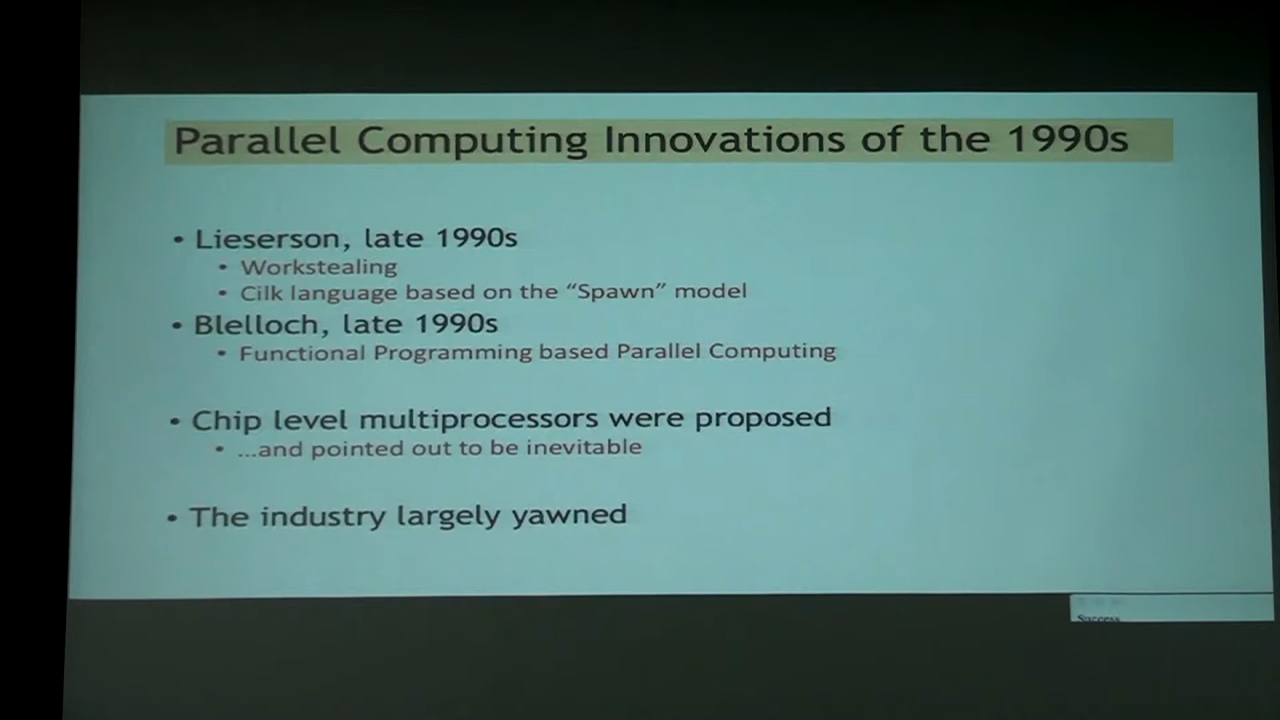 Parallel Computing Innovations of the 1990s
• Lieserson, late 1990s
• Workstealing
• Cilk language based on the “Spawn” model
• Blelloch, late 1990s
• Functional Programming based Parallel Computing
• Chip level multiprocessors were proposed
• ...and pointed out to be inevitable
• The industry largely yawned
Success